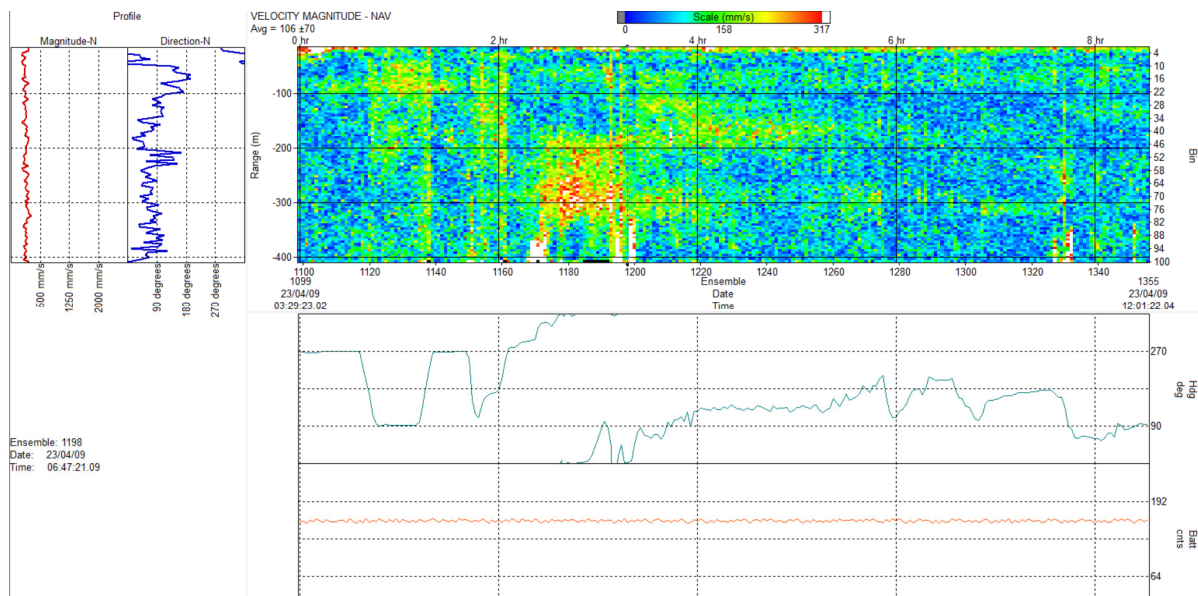 Profile
Magnitude-N Direction-N
-100
-200
-300
-400
500 mm/s
1250 mm/s
2000 mm/s
90 degrees
180 degrees
270 degrees
Ensemble: 1198
Date: 23/04/09
Time: 06:47:21.09
VELOCITY MAGNITUDE - NAV
Avg = 106 ±70
Scale (mm/s)
0 158 317
0 hr 2 hr 4 hr 6 hr 8 hr
Range (m)
4
10
16
22
28
34
40
46
52
58
64
70
76
82
88
94
100
Bin
1100 1120 1140 1160 1180 1200 1220 1240 1260 1280 1300 1320 1340
1099 Ensemble 1355
23/04/09 Date 23/04/09
03:29:23.02 Time 12:01:22.04
270
90
Hdg
deg
192
64
Batt
cnts